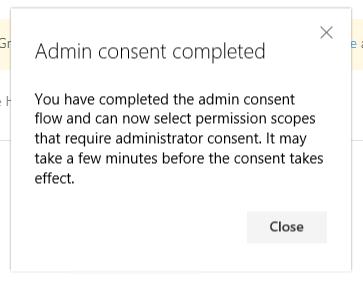 Gr
Admin consent completed
e a
e H
You have completed the admin consent
flow and can now select permission scopes
that require administrator consent. It may
take a few minutes before the consent takes
effect.
Close